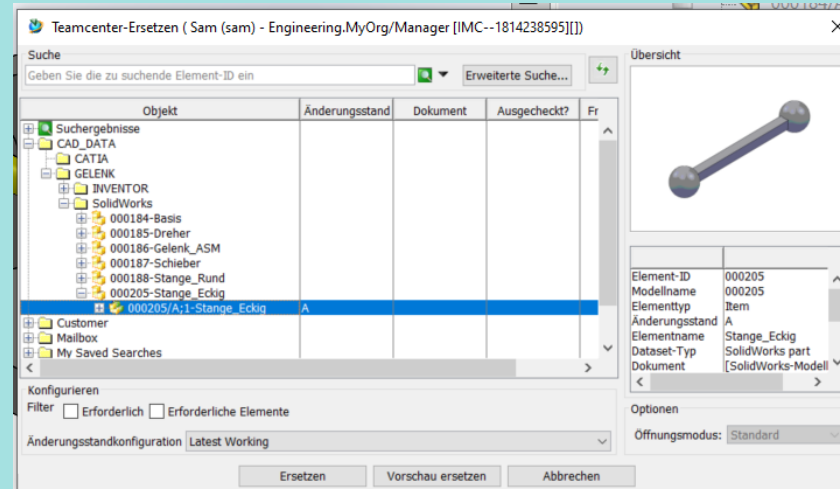 Teamcenter-Ersetzen ( Sam (sam) - Engineering.MyOrg/Manager [IMC--1814238595][])
Suche
Geben Sie die zu suchende Element-ID ein
Erweiterte Suche...
Objekt Änderungsstand Dokument Ausgecheckt? Fr
Suchergebnisse
CAD_DATA
CATIA
GELENK
INVENTOR
SolidWorks
000184-Basis
000185-Dreher
000186-Gelenk_ASM
000187-Schieber
000188-Stange_Rund
000205-Stange_Eckig
000205/A;1-Stange_Eckig A
Customer
Mailbox
My Saved Searches
Konfigurieren
Filter Erforderlich Erforderliche Elemente
Änderungsstandkonfiguration Latest Working
Ersetzen Vorschau ersetzen Abbrechen
Übersicht
Element-ID 000205
Modellname 000205
Elementtyp Item
Änderungsstand A
Elementname Stange_Eckig
Dataset-Typ SolidWorks part
Dokument [SolidWorks-Modell
Optionen
Öffnungsmodus: Standard